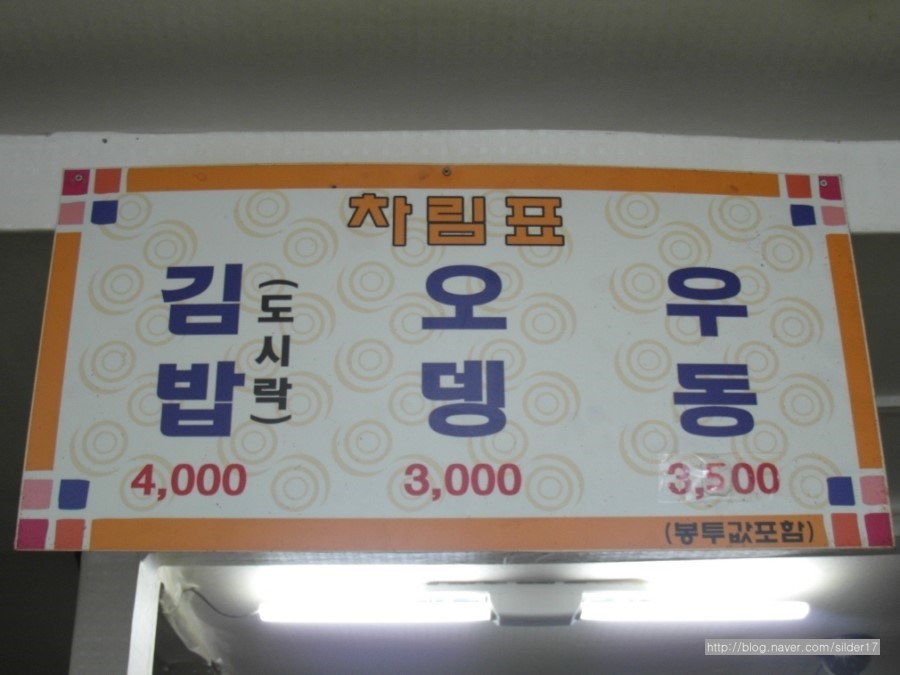 차림표
김밥
(도시락)
4,000
오뎅
3,000
우동
3,500
(봉투값포함)
http://blog.naver.com/silder17